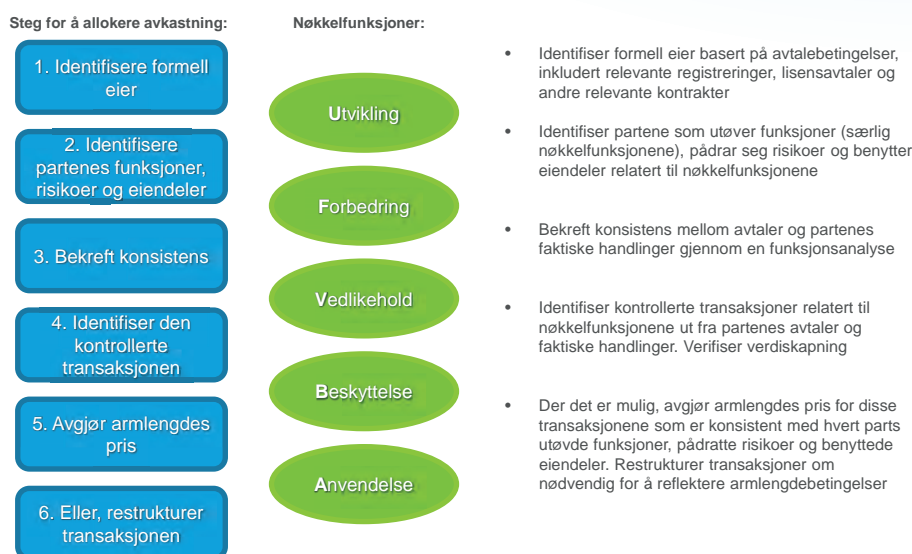 Steg for å allokere avkastning:
1. Identifisere formell
eier
2. Identifisere
partenes funksjoner,
risikoer og eiendeler
3. Bekreft konsistens
4. Identifiser den
kontrollerte
transaksjonen
5. Avgjør armlengdes
pris
6. Eller, restrukturer
transaksjonen
Nøkkelfunksjoner:
Utvikling
Forbedring
Vedlikehold
Beskyttelse
Anvendelse
• Identifiser formell eier basert på avtalebetingelser,
inkludert relevante registreringer, lisensavtaler og
andre relevante kontrakter
• Identifiser partene som utøver funksjoner (særlig
nøkkelfunksjonene), pådrar seg risikoer og benytter
eiendeler relatert til nøkkelfunksjonene
• Bekreft konsistens mellom avtaler og partenes
faktiske handlinger gjennom en funksjonsanalyse
• Identifiser kontrollerte transaksjoner relatert til
nøkkelfunksjonene ut fra partenes avtaler og
faktiske handlinger. Verifiser verdiskapning
• Der det er mulig, avgjør armlengdes pris for disse
transaksjonene som er konsistent med hvert parts
utøvde funksjoner, pådratte risikoer og benyttede
eiendeler. Restrukturer transaksjoner om
nødvendig for å reflektere armlengdebetingelser